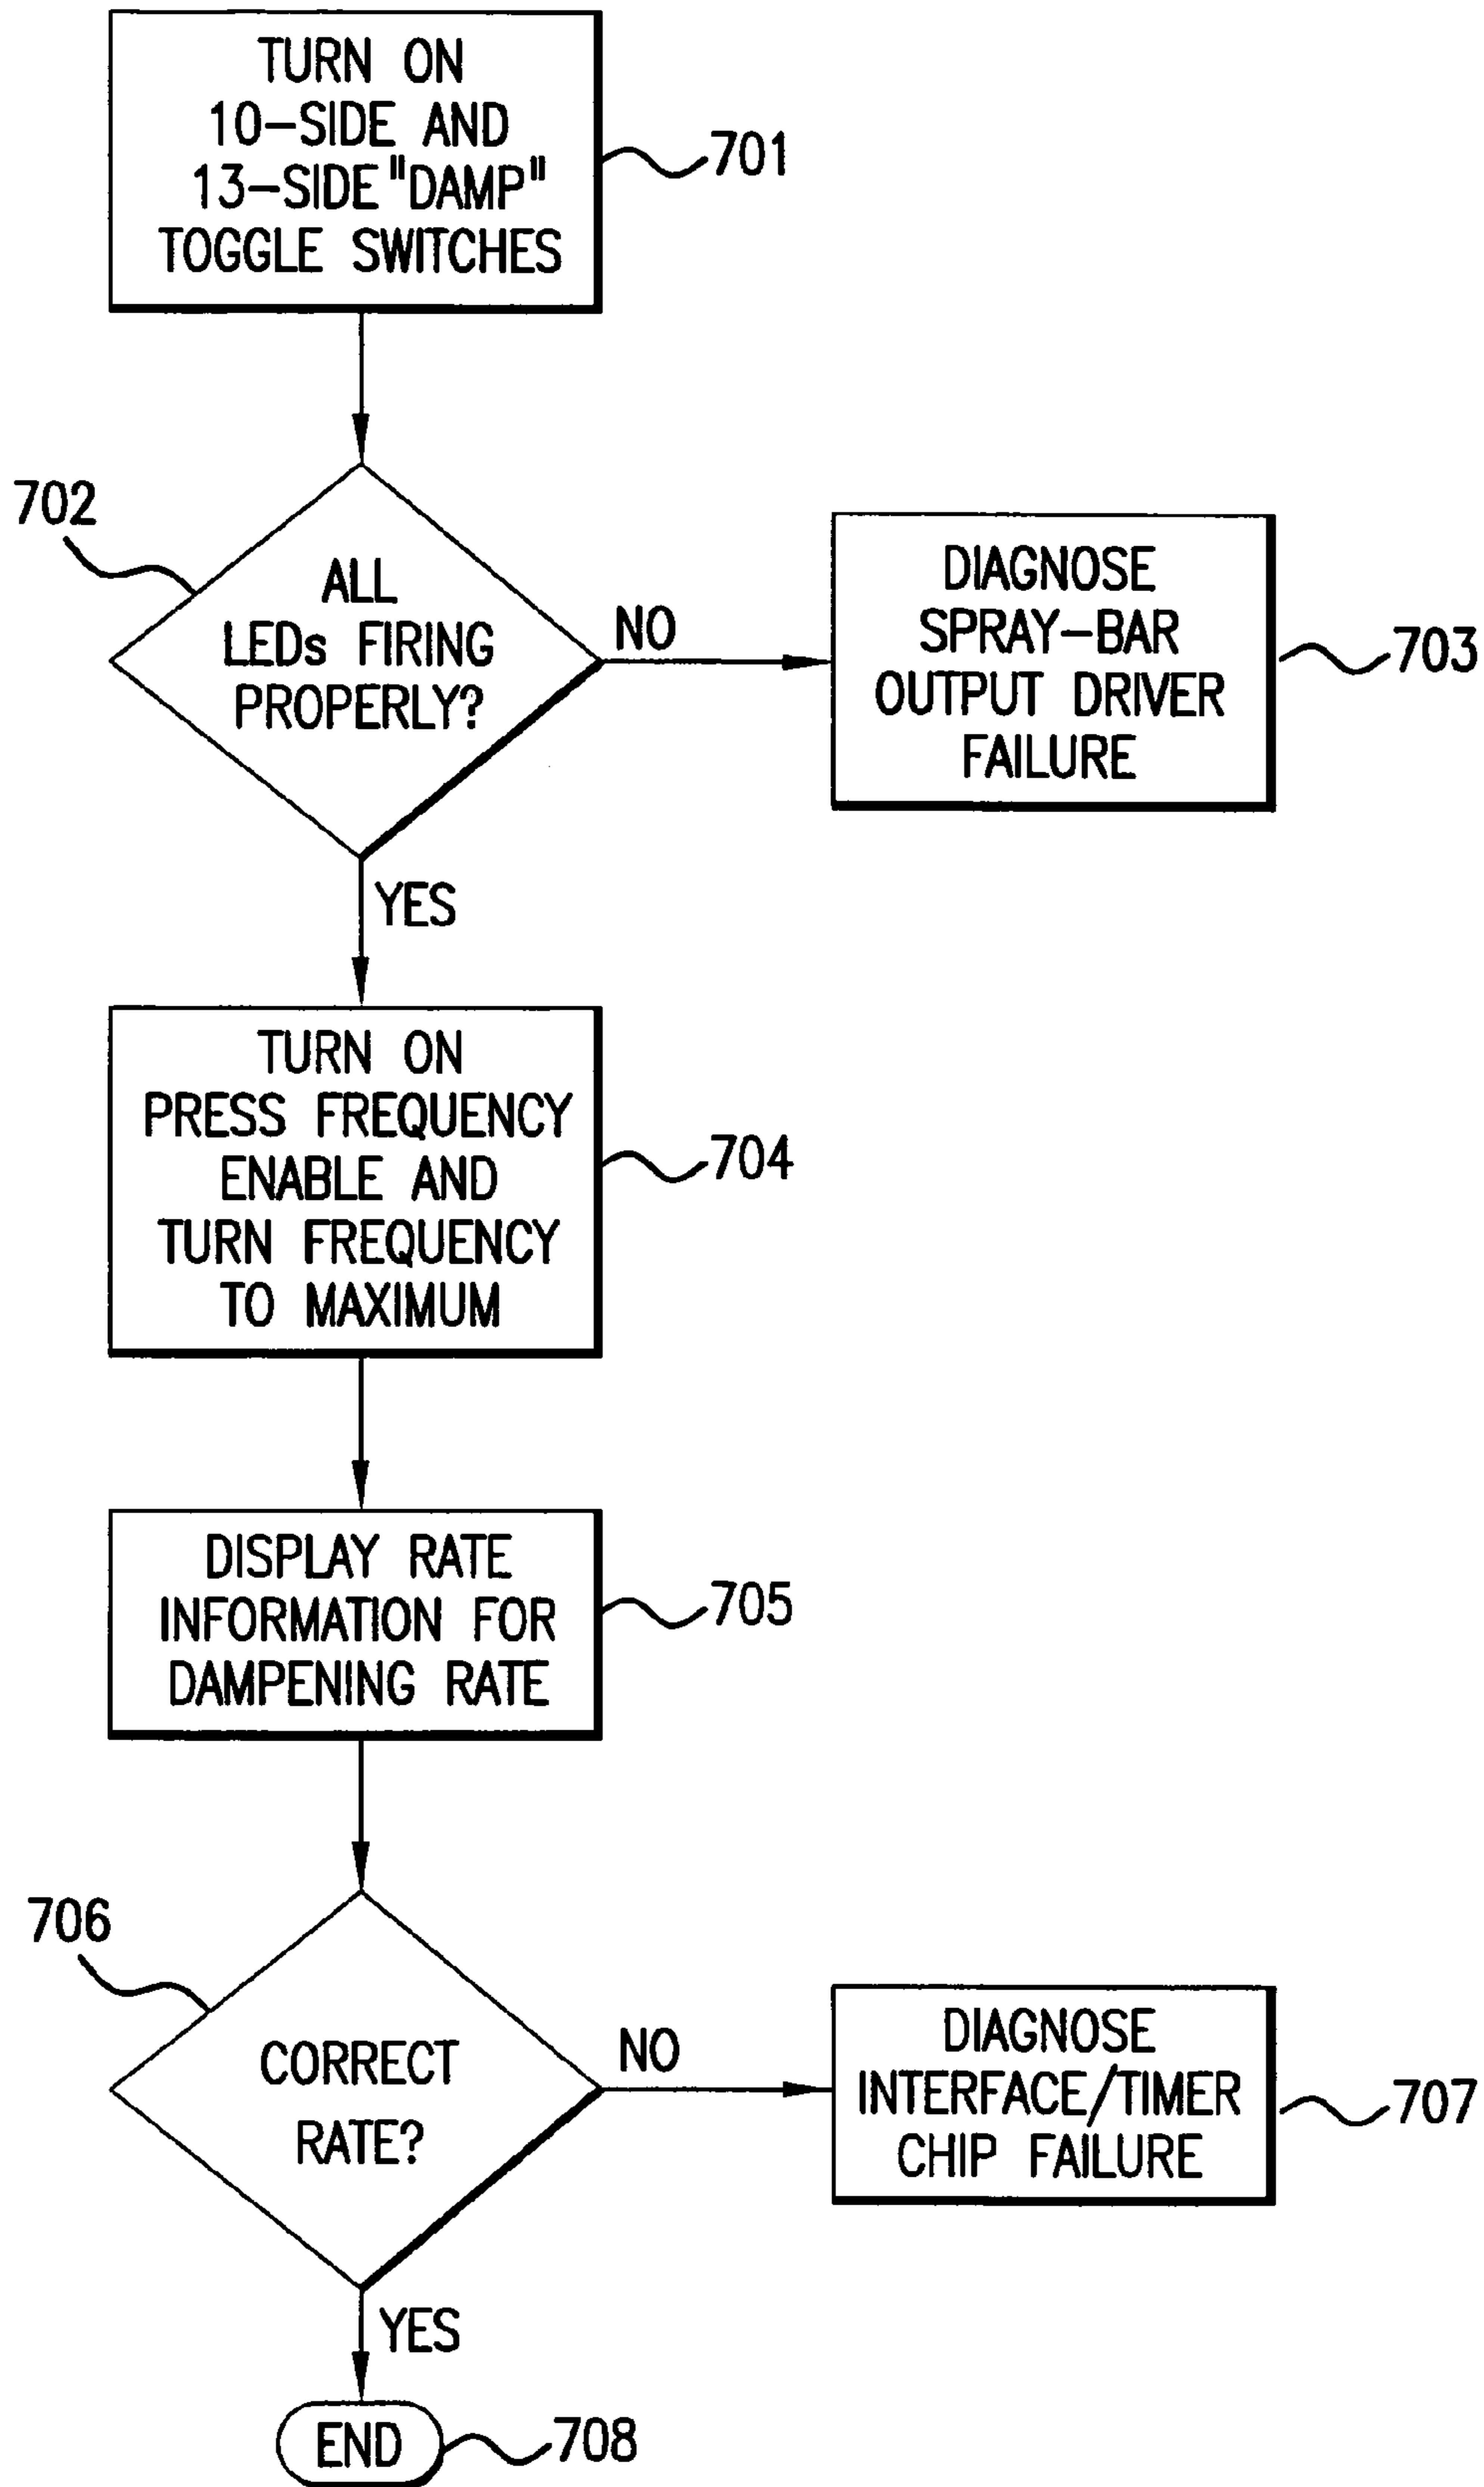 TURN ON
10-SIDE AND
13-SIDE "DAMP"
TOGGLE SWITCHES
701
702
ALL
LEDs FIRING
PROPERLY?
NO
DIAGNOSE
SPRAY-BAR
OUTPUT DRIVER
FAILURE
703
YES
TURN ON
PRESS FREQUENCY
ENABLE AND
TURN FREQUENCY
TO MAXIMUM
704
DISPLAY RATE
INFORMATION FOR
DAMPENING RATE
705
706
CORRECT
RATE?
NO
DIAGNOSE
INTERFACE/TIMER
CHIP FAILURE
707
YES
END
708